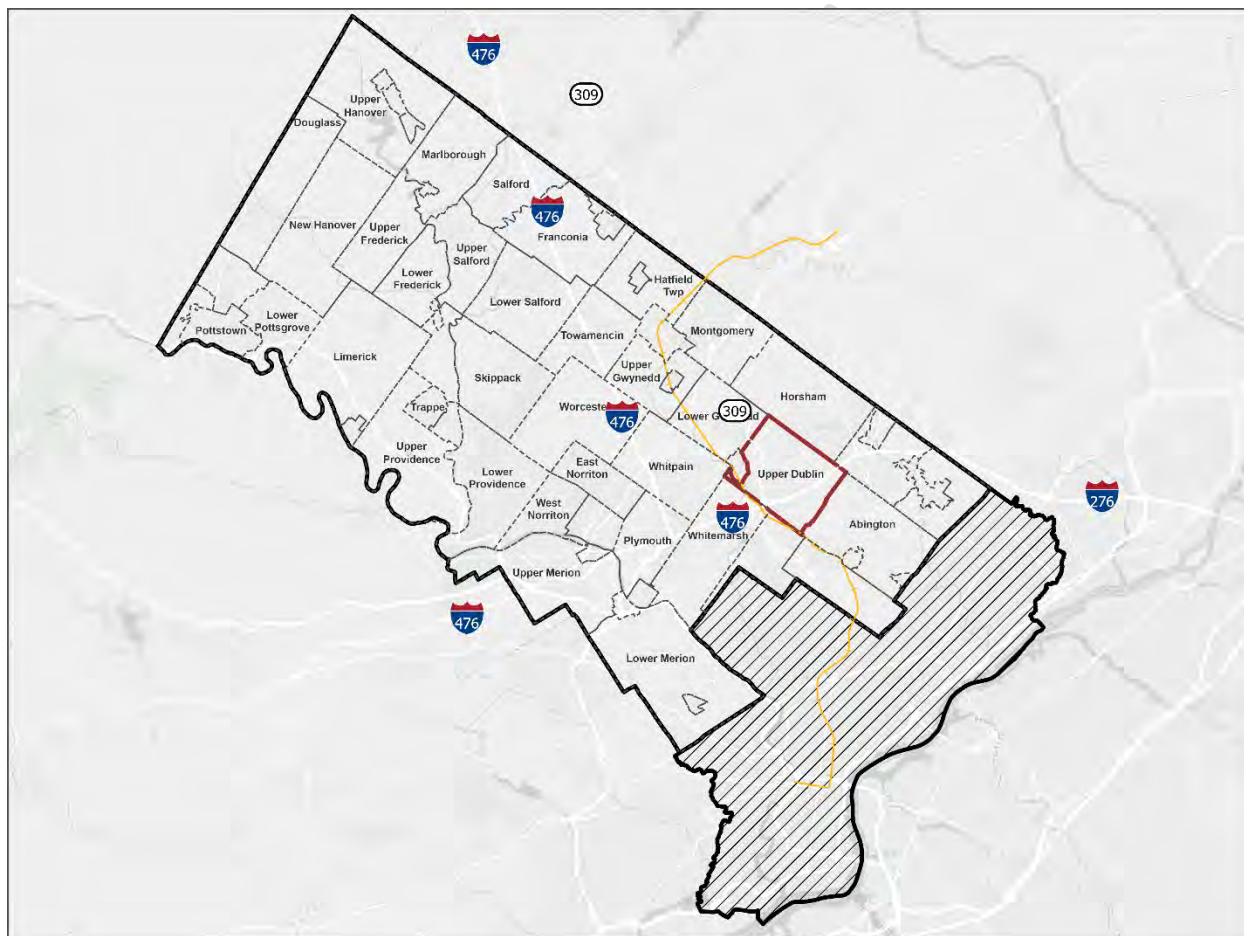 476
309
Upper
Hanover
Douglass
Marlborough
Salford
476
Franconia
New Hanover
Upper
Frederick
Upper
Salford
Lower
Frederick
Hatfield
Twp
Lower Salford
Pottstown
Lower
Pottsgrove
Limerick
Towamencin
Montgomery
Upper
Gwynedd
Skippack
Horsham
Trappe
Worcester
476
309
Lower
Upper
Providence
Lower
Providence
East
Norriton
Whitpain
Upper Dublin
276
West
Norriton
476
Abington
Plymouth
Whitemarsh
Upper Merion
476
Lower Merion